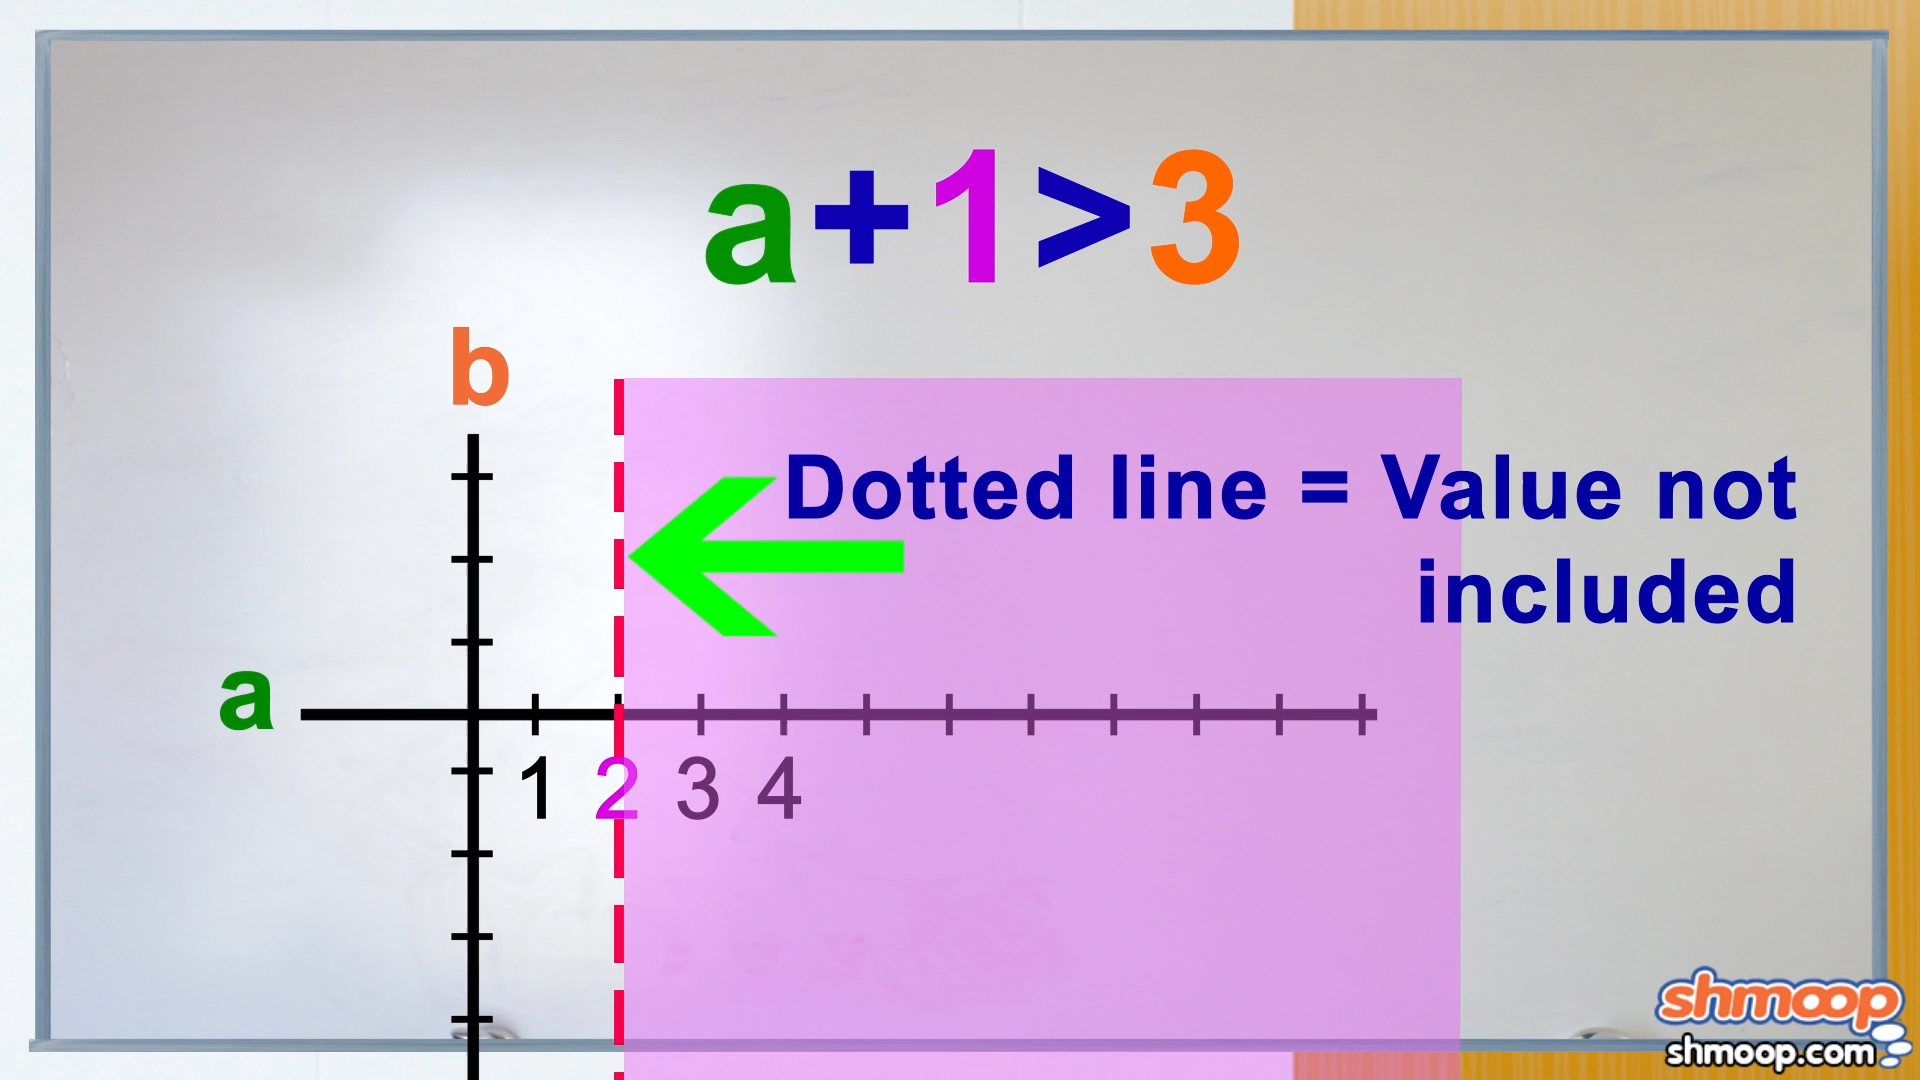 a+1>3
b
Dotted line = Value not
included
a
1 2 3 4
shmoop
shmoop.com